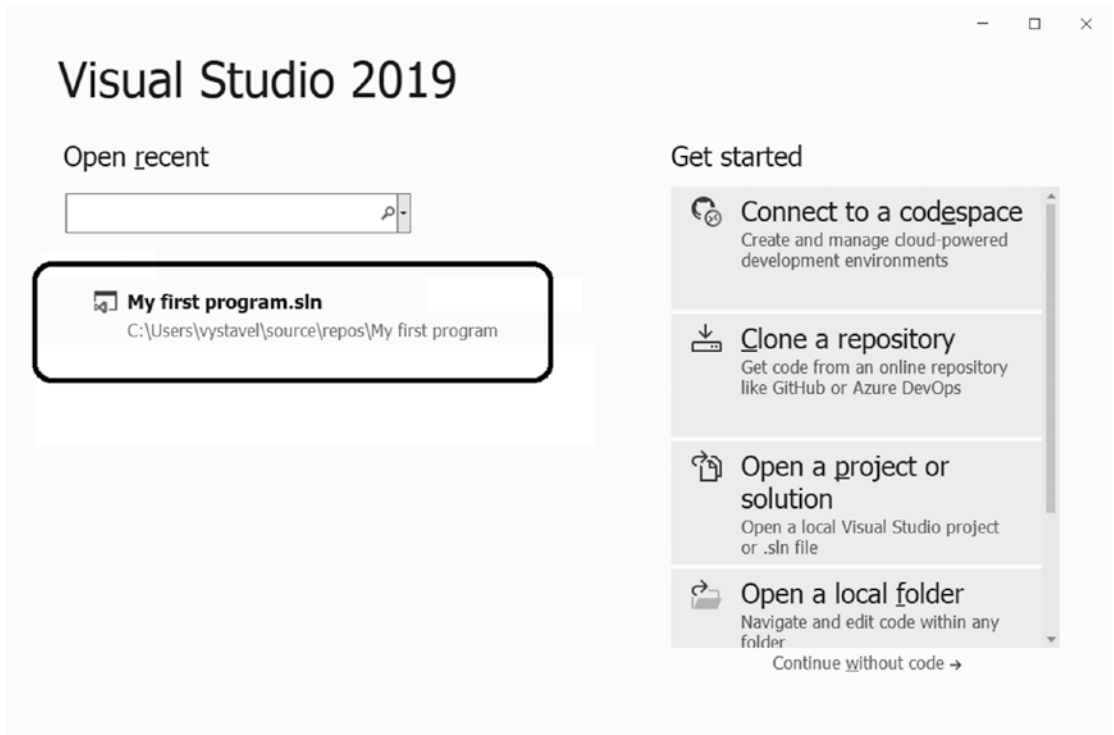 Visual Studio 2019
Open recent
My first program.sln
C:\Users\vystavel\source\repos\My first program
Get started
Connect to a codespace
Create and manage cloud-powered
development environments
Clone a repository
Get code from an online repository
like GitHub or Azure DevOps
Open a project or
solution
Open a local Visual Studio project
or .sln file
Open a local folder
Navigate and edit code within any
folder
Continue without code →